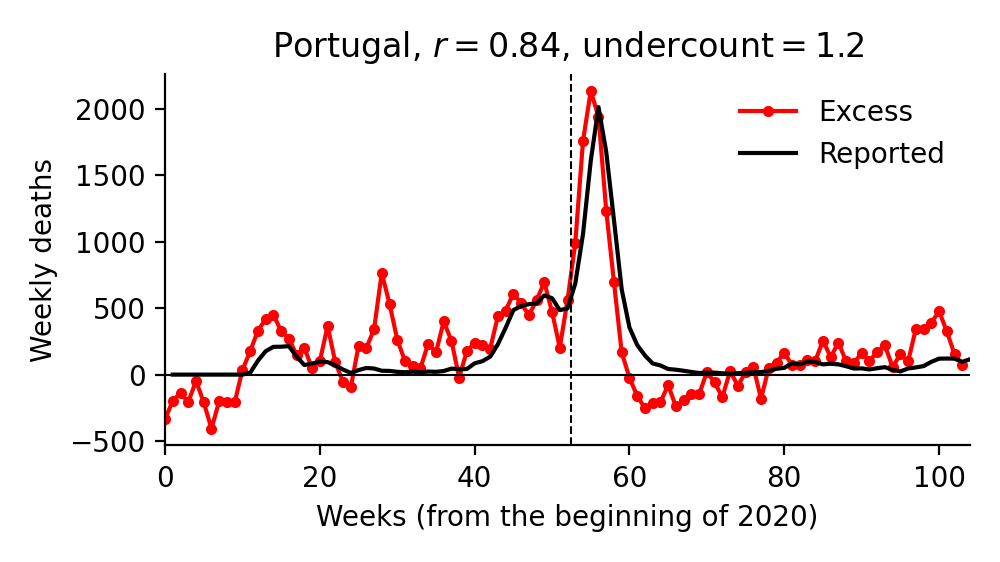 Portugal, r = 0.84, undercount = 1.2
Weekly deaths
2000
1500
1000
500
0
−500
Excess
Reported
0 20 40 60 80 100
Weeks (from the beginning of 2020)